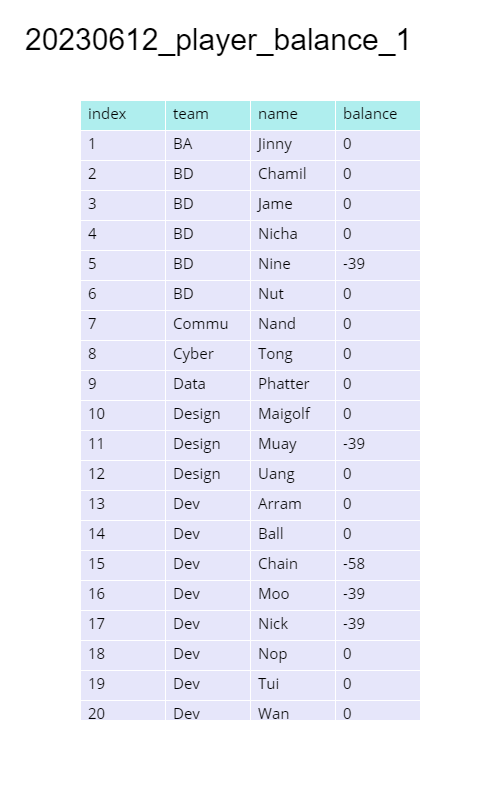 20230612_player_balance_1
index team name balance
1 BA Jinny 0
2 BD Chamil 0
3 BD Jame 0
4 BD Nicha 0
5 BD Nine -39
6 BD Nut 0
7 Commu Nand 0
8 Cyber Tong 0
9 Data Phatter 0
10 Design Maigolf 0
11 Design Muay -39
12 Design Uang 0
13 Dev Arram 0
14 Dev Ball 0
15 Dev Chain -58
16 Dev Moo -39
17 Dev Nick -39
18 Dev Nop 0
19 Dev Tui 0
20 Dev Wan 0